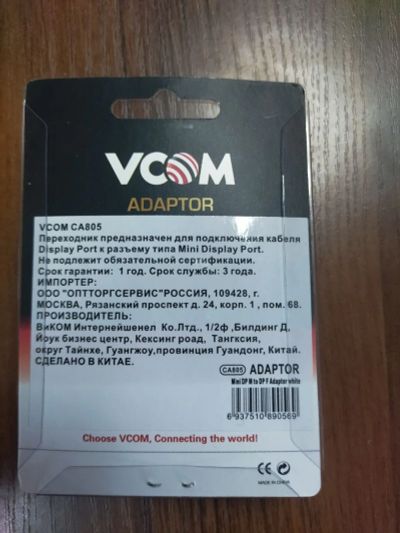 VCOM
ADAPTOR
VCOM CA805
Переходник предназначен для подключения кабеля
Display Port к разъему типа Mini Display Port.
Не подлежит обязательной сертификации.
Срок гарантии: 1 год. Срок службы: 3 года.
ИМПОРТЕР:
ООО "ОПТТОРГСЕРВИС"РОССИЯ, 109428, г.
МОСКВА, Рязанский проспект д. 24, корп. 1 , пом. 68.
ПРОИЗВОДИТЕЛЬ:
ВиКОМ Интернейшенел Ко.Лтд., 1/2ф ,Билдинг Д,
Йоук бизнес центр, Кексинг роад, Тангксия,
округ Тайнхе, Гуангжоу,провинция Гуандонг, Китай.
СДЕЛАНО В КИТАЕ.
CA805 ADAPTOR
Mini DP M to DP F Adaptor white
6 937510 890569
Choose VCOM, Connecting the world!
CE
MADE IN CHINA